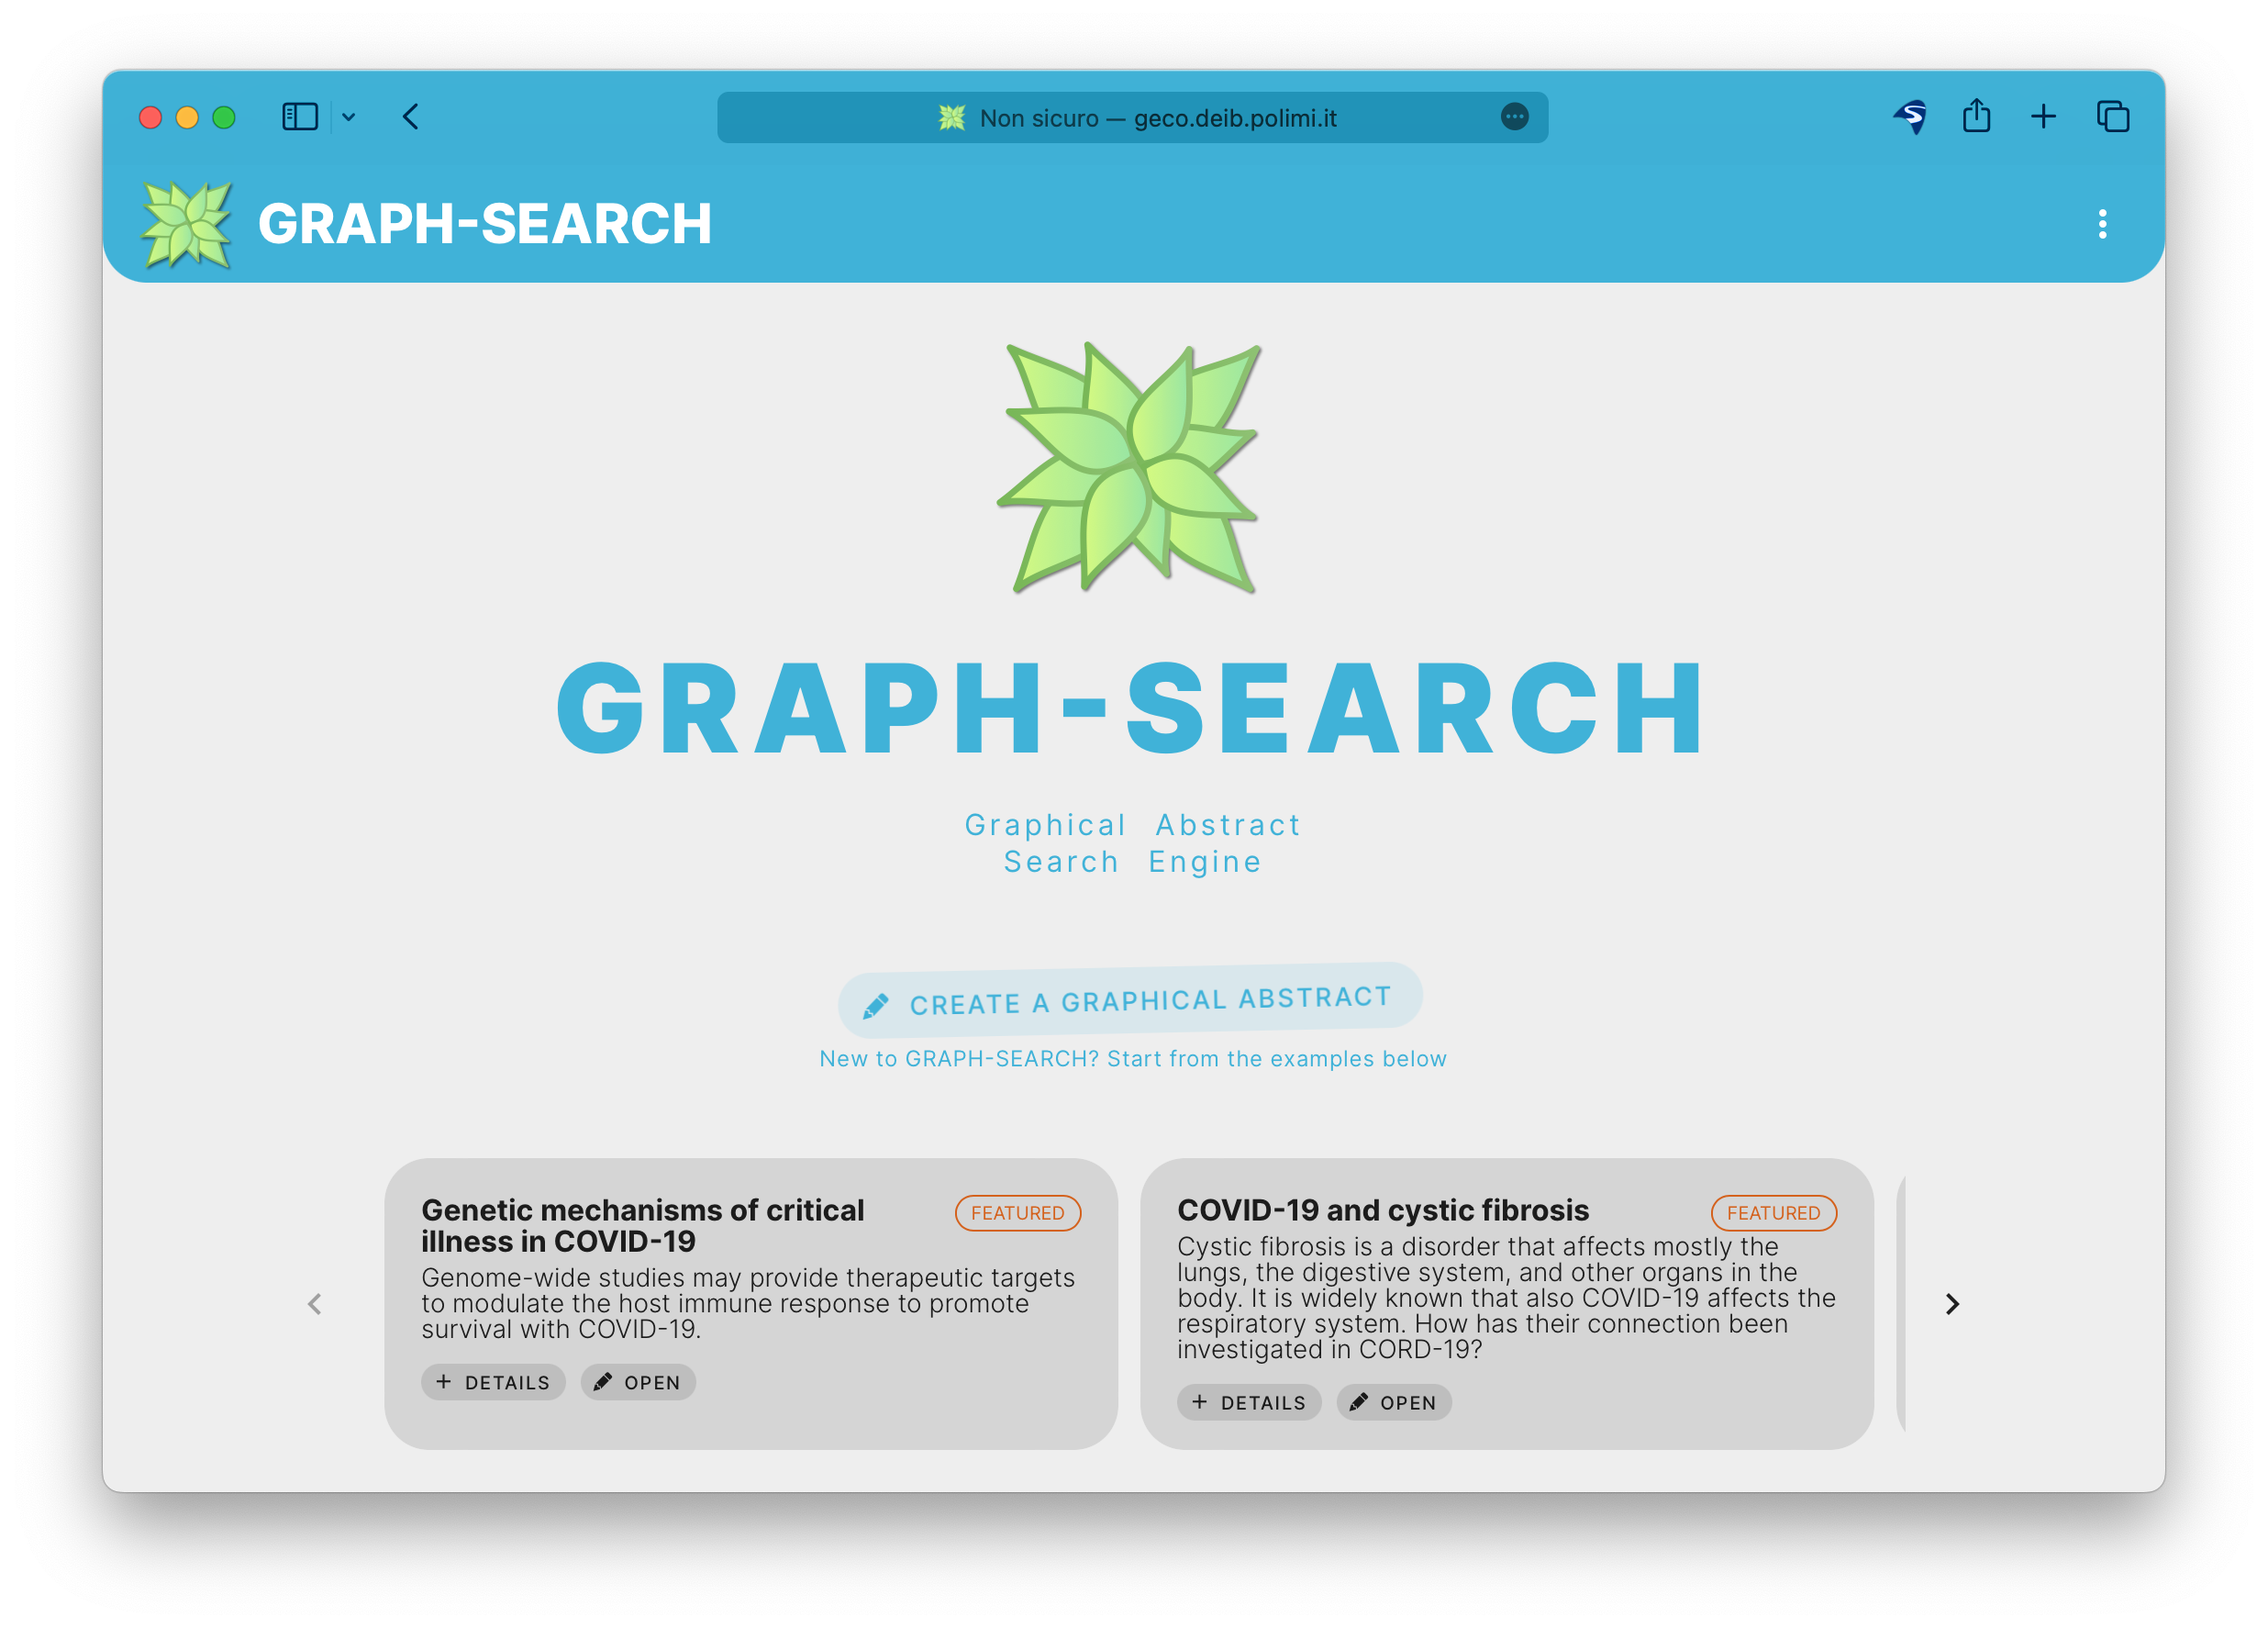 Non sicuro — geco.deib.polimi.it
GRAPH-SEARCH
GRAPH-SEARCH
Graphical Abstract
Search Engine
CREATE A GRAPHICAL ABSTRACT
New to GRAPH-SEARCH? Start from the examples below
Genetic mechanisms of critical
illness in COVID-19
FEATURED
Genome-wide studies may provide therapeutic targets
to modulate the host immune response to promote
survival with COVID-19.
+ DETAILS OPEN
COVID-19 and cystic fibrosis
FEATURED
Cystic fibrosis is a disorder that affects mostly the
lungs, the digestive system, and other organs in the
body. It is widely known that also COVID-19 affects the
respiratory system. How has their connection been
investigated in CORD-19?
+ DETAILS OPEN